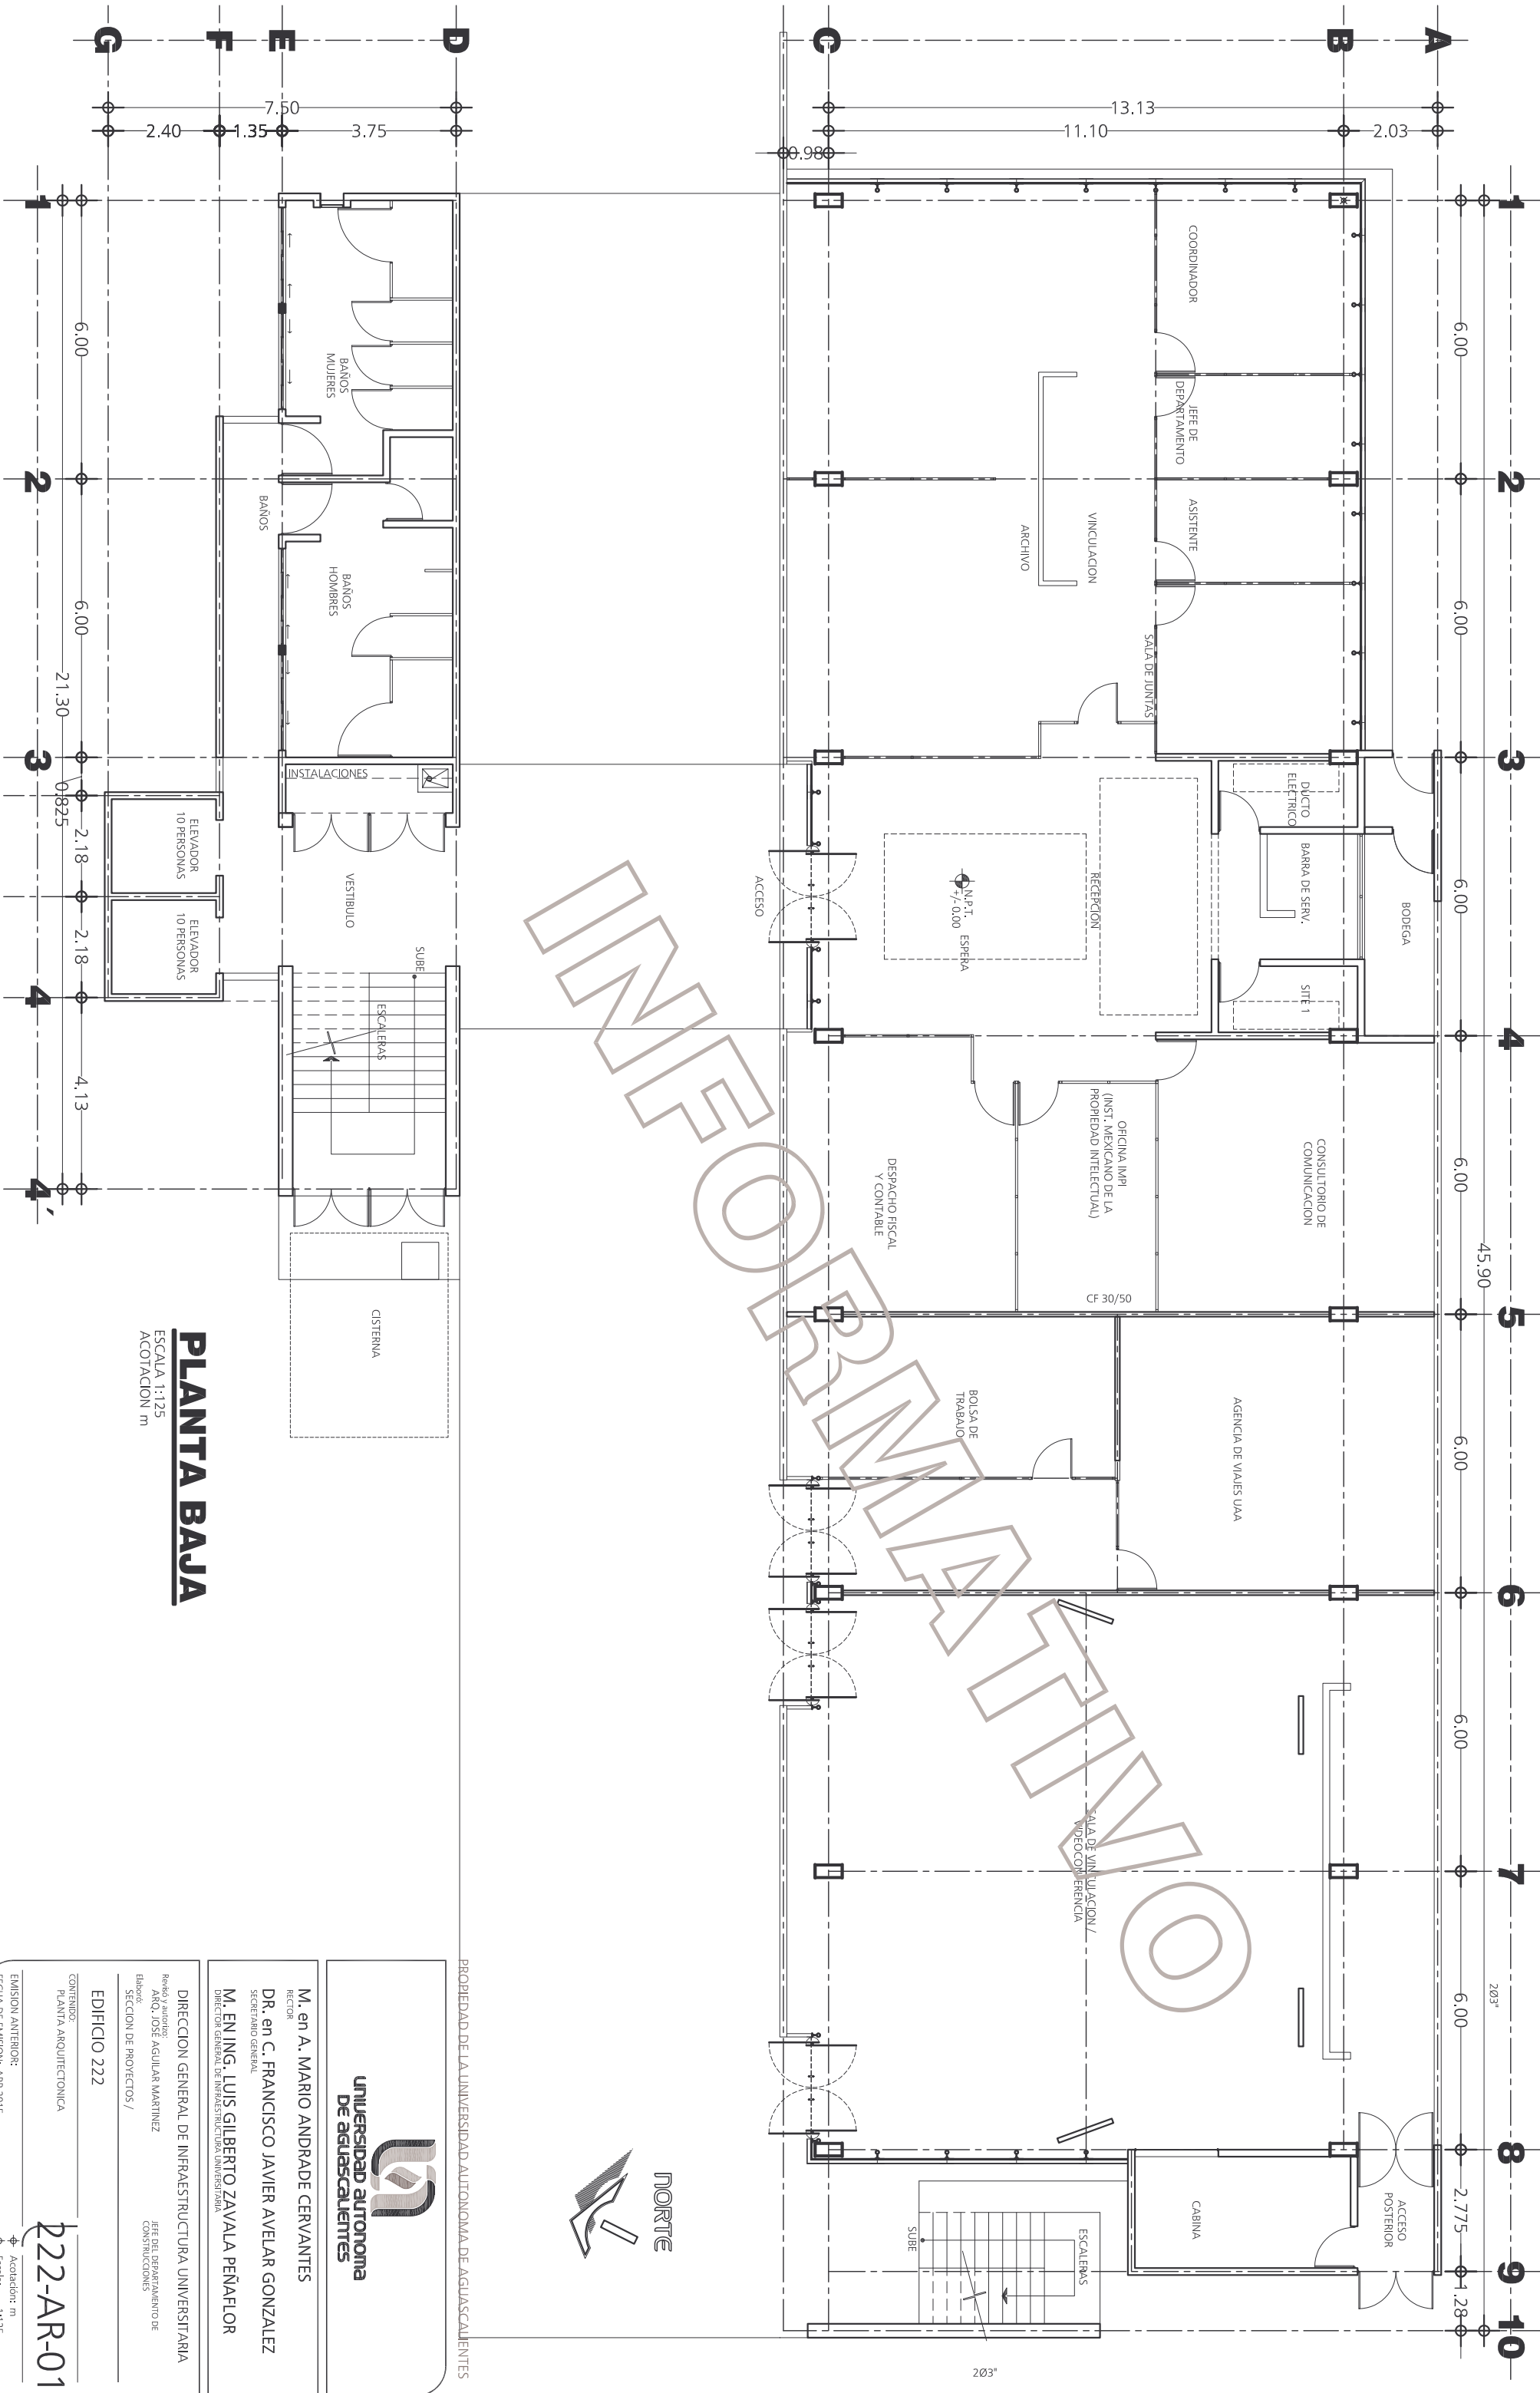 1
2
3
4
5
6
7
8
9
10
6.00
6.00
6.00
6.00
6.00
6.00
6.00
2.775
1.28
45.90
2Ø3"
A
B
C
D
E
F
G
2.03
11.10
13.13
0.98
3.75
1.35
2.40
7.50
COORDINADOR
JEFE DE
DEPARTAMENTO
ASISTENTE
SALA DE JUNTAS
VINCULACION
ARCHIVO
DUCTO
ELECTRICO
BARRA DE SERV.
SITE 1
BODEGA
RECEPCIÓN
N.P.T.
+/- 0.00
ESPERA
ACCESO
CONSULTORIO DE
COMUNICACION
OFICINA IMPI
(INST. MEXICANO DE LA
PROPIEDAD INTELECTUAL)
DESPACHO FISCAL
Y CONTABLE
CF 30/50
AGENCIA DE VIAJES UAA
BOLSA DE
TRABAJO
SALA DE VINCULACION /
VIDEOCONFERENCIA
ACCESO
POSTERIOR
CABINA
ESCALERAS
SUBE
2Ø3"
INFORMATIVO
BAÑOS
MUJERES
BAÑOS
BAÑOS
HOMBRES
INSTALACIONES
VESTIBULO
ELEVADOR
10 PERSONAS
ELEVADOR
10 PERSONAS
SUBE
ESCALERAS
CISTERNA
6.00
6.00
0.825
2.18
2.18
4.13
21.30
1
2
3
4
4´
PLANTA BAJA
ESCALA 1:125
ACOTACION m
NORTE
PROPIEDAD DE LA UNIVERSIDAD AUTONOMA DE AGUASCALIENTES
UNIVERSIDAD AUTONOMA
DE AGUASCALIENTES
M. en A. MARIO ANDRADE CERVANTES
RECTOR
DR. en C. FRANCISCO JAVIER AVELAR GONZALEZ
SECRETARIO GENERAL
M. EN ING. LUIS GILBERTO ZAVALA PEÑAFLOR
DIRECTOR GENERAL DE INFRAESTRUCTURA UNIVERSITARIA
DIRECCION GENERAL DE INFRAESTRUCTURA UNIVERSITARIA
Revisó y autorizo:
ARQ. JOSÉ AGUILAR MARTINEZ
JEFE DEL DEPARTAMENTO DE
CONSTRUCCIONES
Elaboró:
SECCION DE PROYECTOS /
EDIFICIO 222
CONTENIDO:
PLANTA ARQUITECTONICA
222-AR-01
EMISION ANTERIOR:
Acotación: m